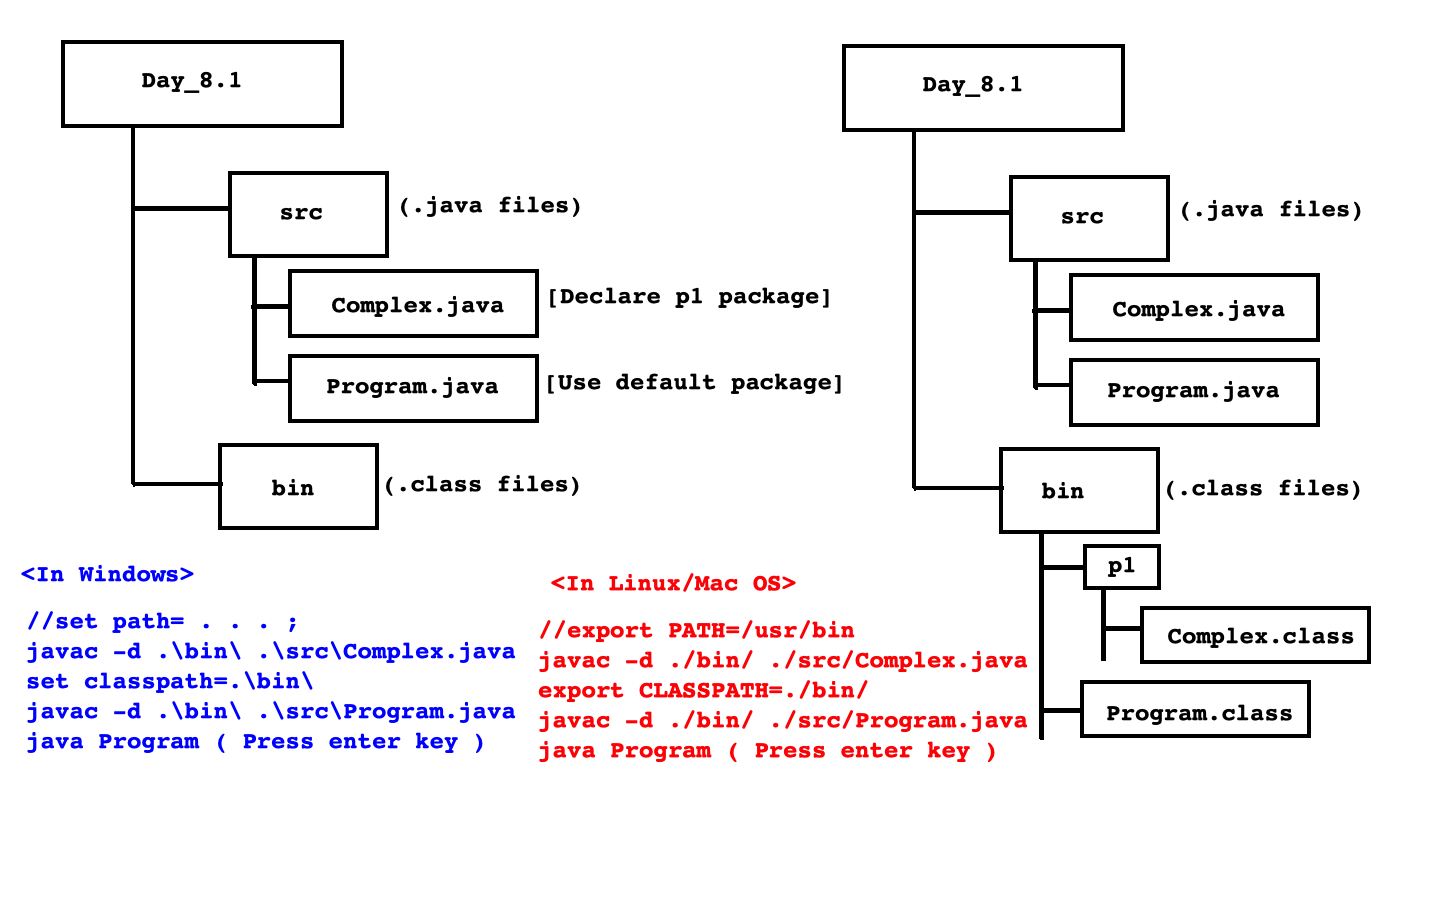 Day_8.1
src
(.java files)
Complex.java
[Declare p1 package]
Program.java
[Use default package]
bin
(.class files)
<In Windows>
//set path= . . . ;
javac -d .\bin\ .\src\Complex.java
set classpath=.\bin\
javac -d .\bin\ .\src\Program.java
java Program ( Press enter key )
<In Linux/Mac OS>
//export PATH=/usr/bin
javac -d ./bin/ ./src/Complex.java
export CLASSPATH=./bin/
javac -d ./bin/ ./src/Program.java
java Program ( Press enter key )
Day_8.1
src
(.java files)
Complex.java
Program.java
bin
(.class files)
p1
Complex.class
Program.class